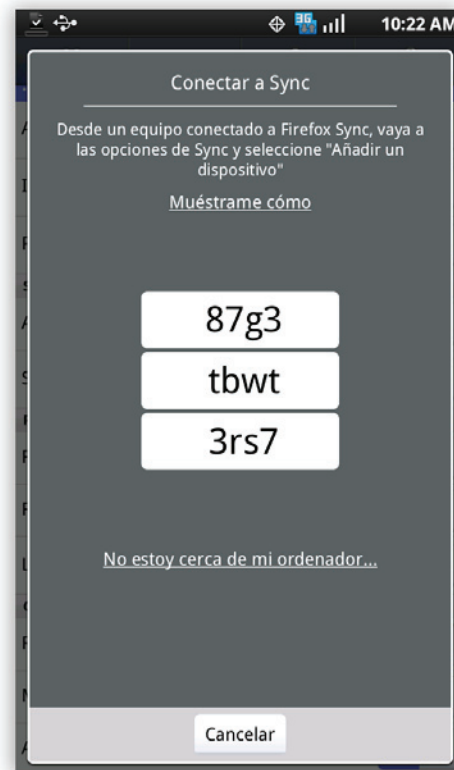 3G
10:22 AM
Conectar a Sync
Desde un equipo conectado a Firefox Sync, vaya a
las opciones de Sync y seleccione "Añadir un
dispositivo"
Muéstrame cómo
87g3
tbwt
3rs7
No estoy cerca de mi ordenador...
Cancelar